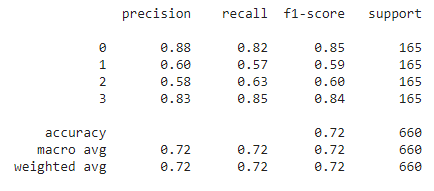 precision recall f1-score support
0 0.88 0.82 0.85 165
1 0.60 0.57 0.59 165
2 0.58 0.63 0.60 165
3 0.83 0.85 0.84 165
accuracy 0.72 660
macro avg 0.72 0.72 0.72 660
weighted avg 0.72 0.72 0.72 660